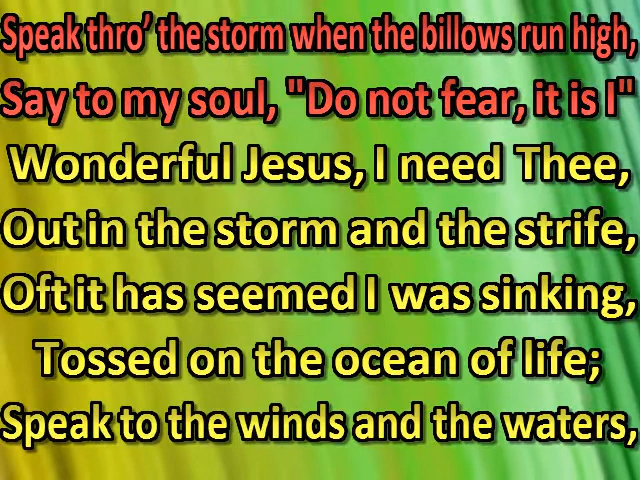 Speak thro’ the storm when the billows run high,
Say to my soul, "Do not fear, it is I"
Wonderful Jesus, I need Thee,
Out in the storm and the strife,
Oft it has seemed I was sinking,
Tossed on the ocean of life;
Speak to the winds and the waters,